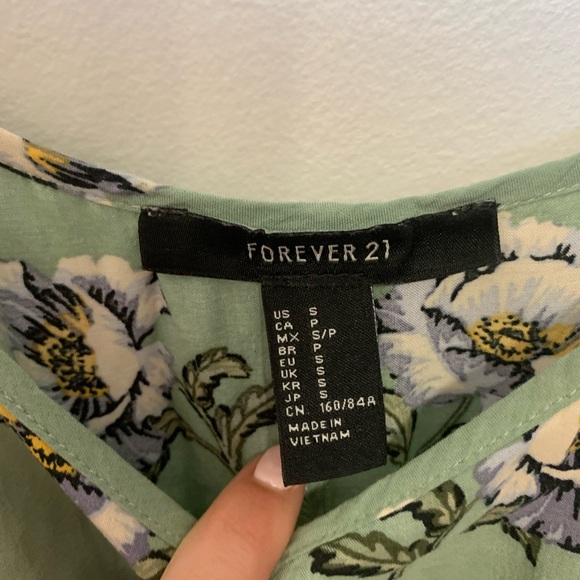 FOREVER 21
US S
CA P
MX S/P
BR P
EU S
UK S
KR S
JP S
CN. 160/84A
MADE IN
VIETNAM